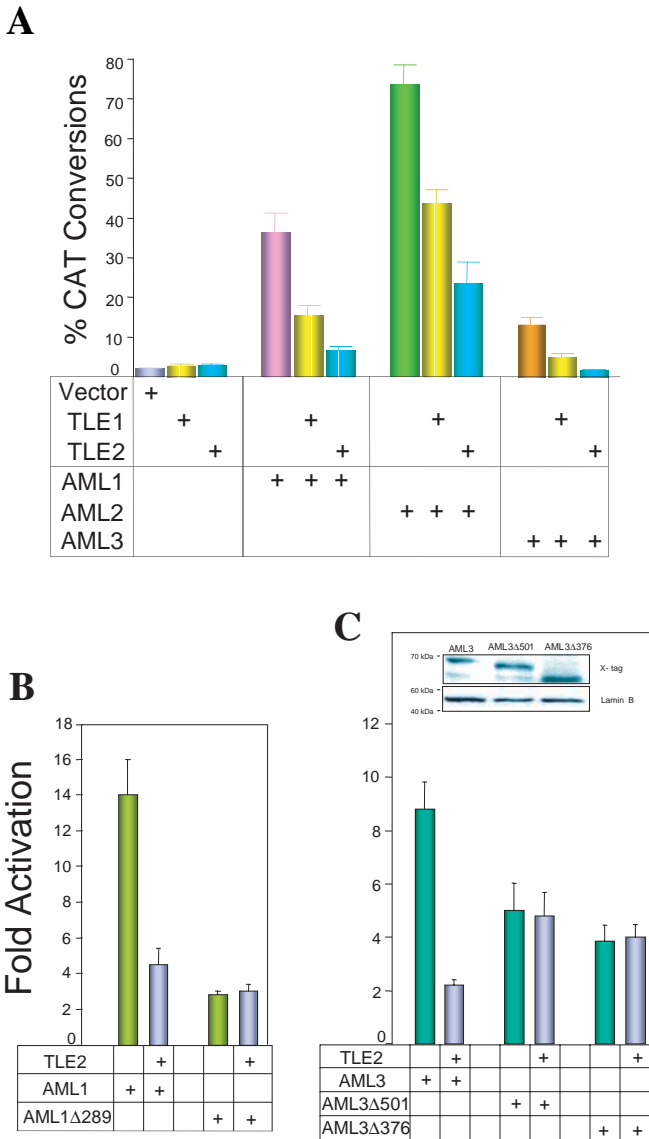 A
% CAT Conversions
80
70
60
50
40
30
20
10
0
Vector +
TLE1 + + + +
TLE2 + + + +
AML1 + + +
AML2 + + +
AML3 + + +
B
Fold Activation
18
16
14
12
10
8
6
4
2
0
TLE2 + +
AML1 + +
AML1Δ289 + +
C
AML3 AML3Δ501 AML3Δ376
70 kDa
X- tag
60 kDa
Lamin B
40 kDa
12
10
8
6
4
2
0
TLE2 + + +
AML3 + +
AML3Δ501 + +
AML3Δ376 + +